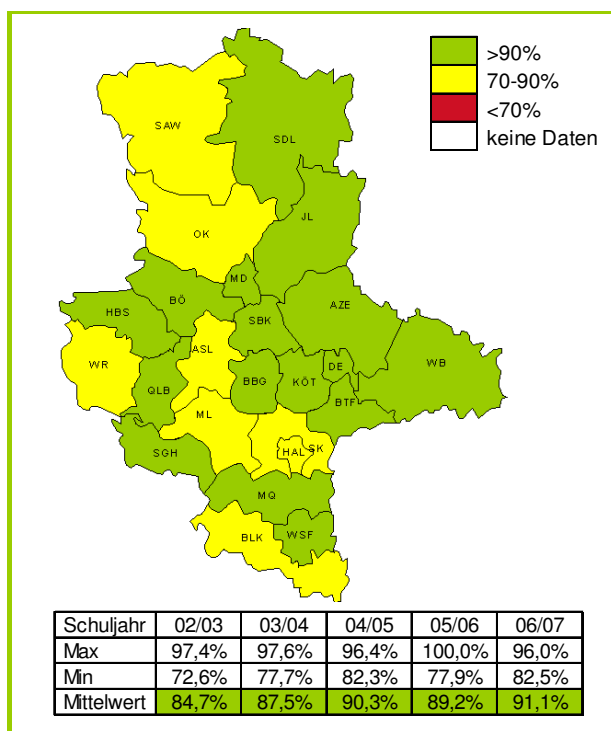 >90%
70-90%
<70%
keine Daten
SAW
SDL
OK
JL
MD
BÖ
HBS
SBK
AZE
ASL
WR
QLB
BBG
KÖT
DE
WB
BTF
ML
SGH
HAL
SK
MQ
BLK
WSF
Schuljahr 02/03 03/04 04/05 05/06 06/07
Max 97,4% 97,6% 96,4% 100,0% 96,0%
Min 72,6% 77,7% 82,3% 77,9% 82,5%
Mittelwert 84,7% 87,5% 90,3% 89,2% 91,1%